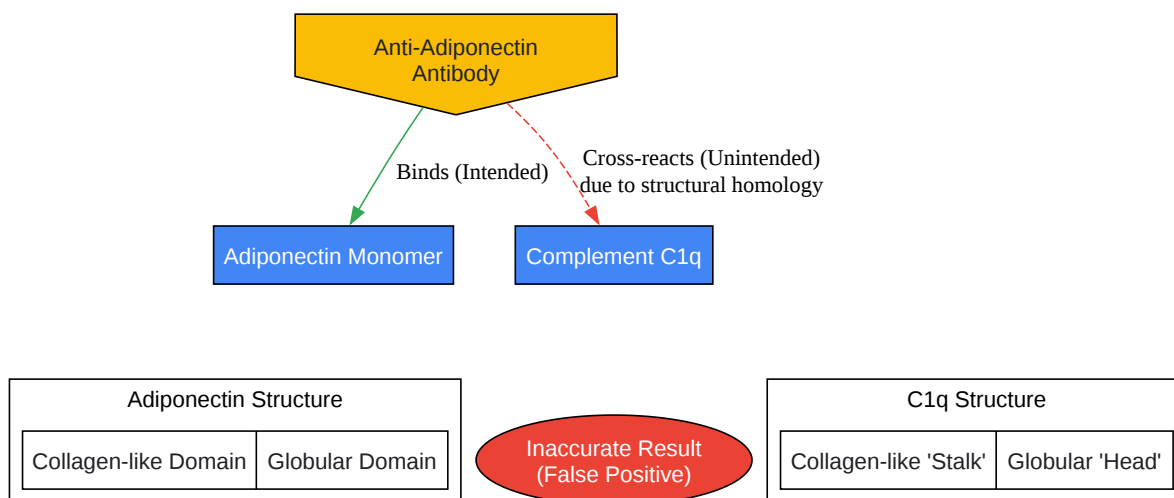 Anti-Adiponectin
Antibody
Binds (Intended)
Cross-reacts (Unintended)
due to structural homology
Adiponectin Monomer
Complement C1q
Adiponectin Structure
Collagen-like Domain
Globular Domain
Inaccurate Result
(False Positive)
C1q Structure
Collagen-like 'Stalk'
Globular 'Head'